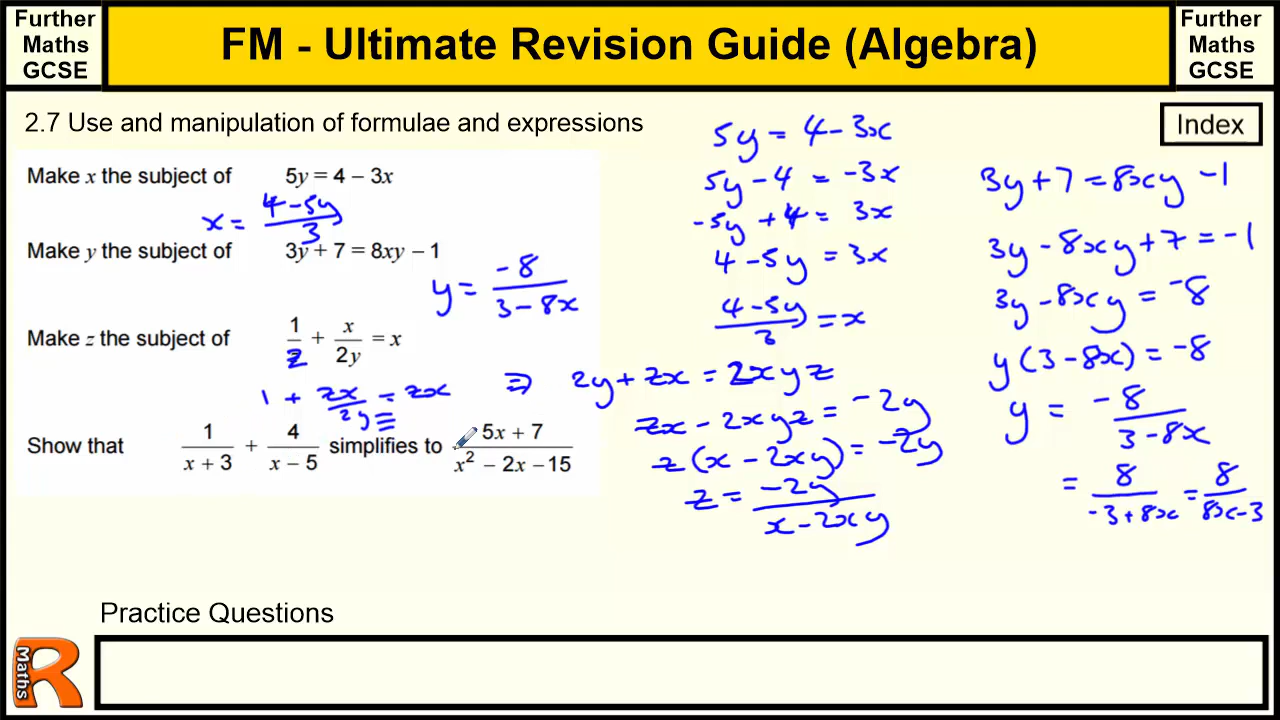 Further
Maths
GCSE
FM - Ultimate Revision Guide (Algebra)
Further
Maths
GCSE
2.7 Use and manipulation of formulae and expressions
Index
Make x the subject of 5y = 4 – 3x
x = (4 - 5y)/3
Make y the subject of 3y + 7 = 8xy – 1
y = -8/(3 - 8x)
Make z the subject of 1/z + x/2y = x
1 + zx/2y = zx
Show that 1/(x + 3) + 4/(x – 5) simplifies to (5x + 7)/(x² – 2x – 15)
5y = 4 - 3x
5y - 4 = -3x
-5y + 4 = 3x
4 - 5y = 3x
(4 - 5y)/3 = x
⇒ 2y + zx = 2xyz
zx - 2xyz = -2y
z(x - 2xy) = -2y
z = -2y/(x - 2xy)
3y + 7 = 8xy - 1
3y - 8xy + 7 = -1
3y - 8xy = -8
y(3 - 8x) = -8
y = -8/(3 - 8x)
= 8/(-3 + 8x) = 8/(8x - 3)
Practice Questions
R
Maths